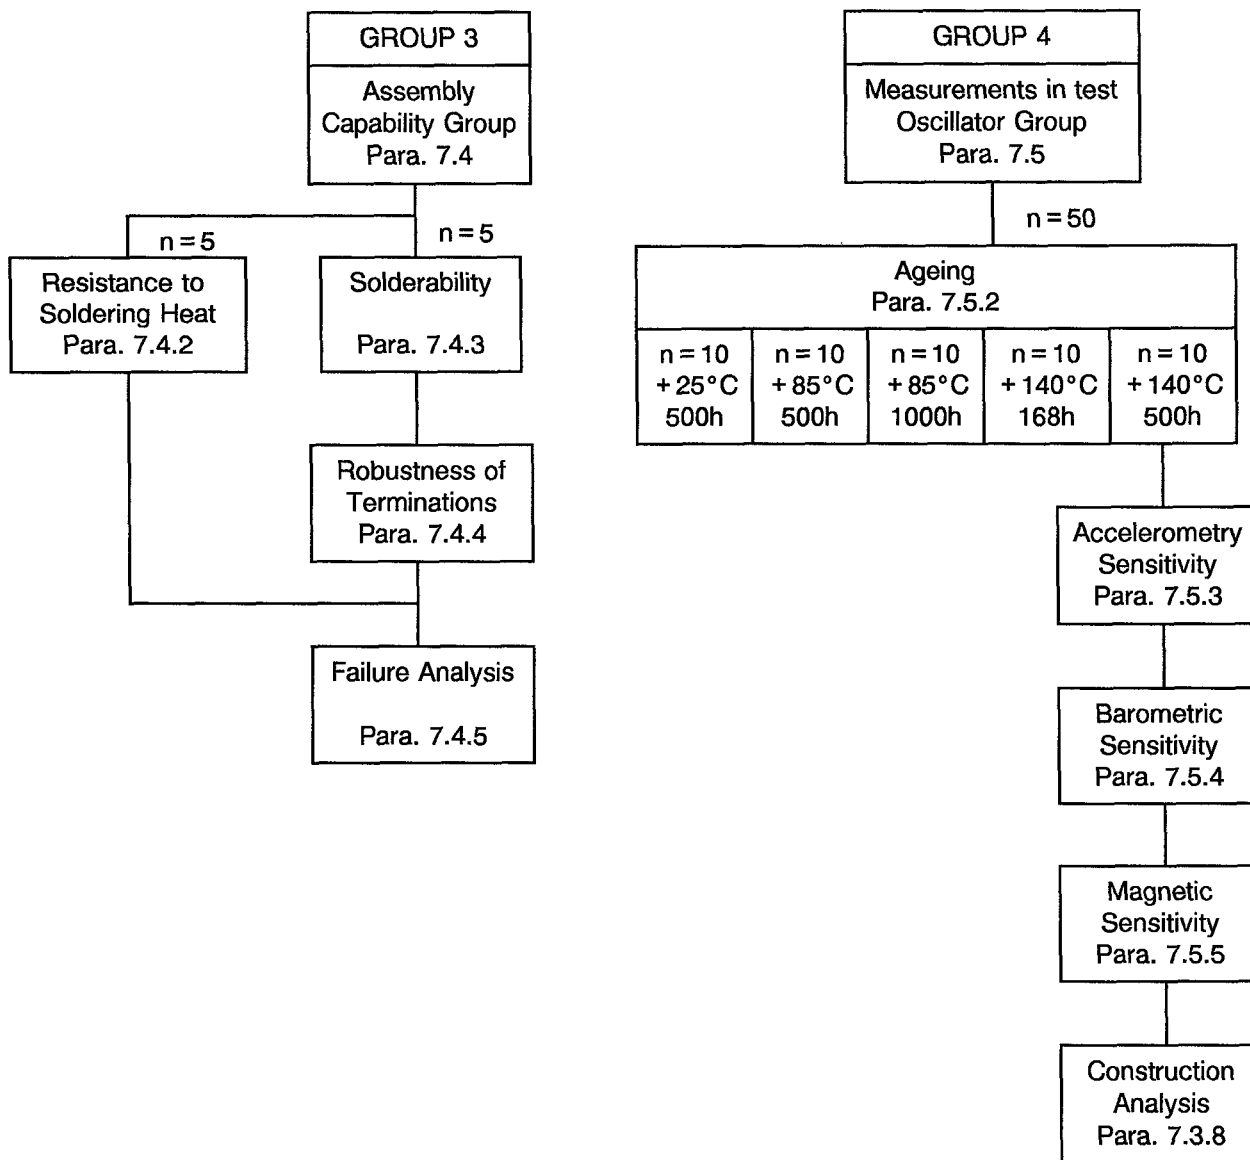 GROUP 3
Assembly
Capability Group
Para. 7.4
n = 5
n = 5
Resistance to
Soldering Heat
Para. 7.4.2
Solderability
Para. 7.4.3
Robustness of
Terminations
Para. 7.4.4
Failure Analysis
Para. 7.4.5
GROUP 4
Measurements in test
Oscillator Group
Para. 7.5
n = 50
Ageing
Para. 7.5.2
n = 10
+ 25°C
500h
n = 10
+ 85°C
500h
n = 10
+ 85°C
1000h
n = 10
+ 140°C
168h
n = 10
+ 140°C
500h
Accelerometry
Sensitivity
Para. 7.5.3
Barometric
Sensitivity
Para. 7.5.4
Magnetic
Sensitivity
Para. 7.5.5
Construction
Analysis
Para. 7.3.8